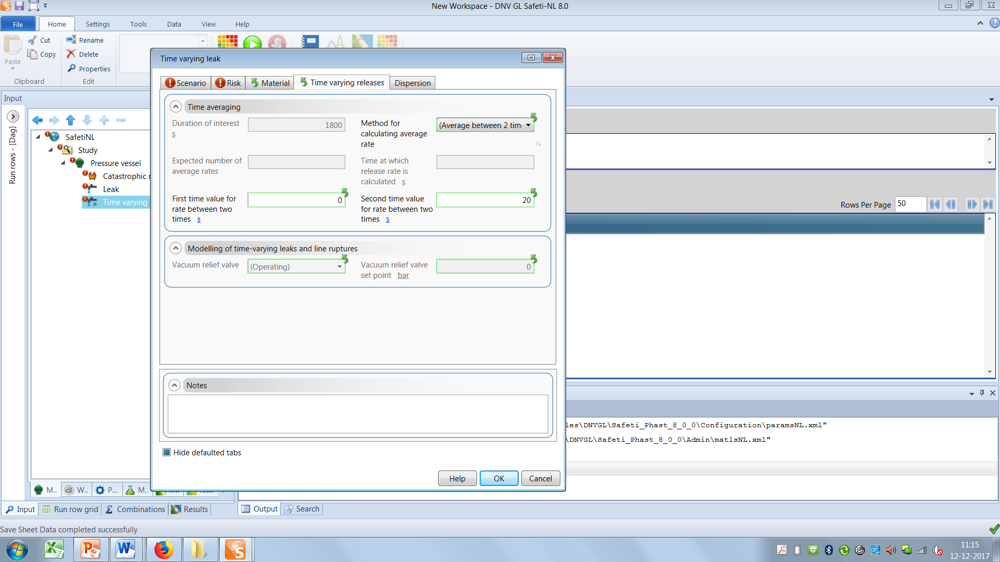 New Workspace - DNV GL Safeti-NL 8.0
File Home Settings Tools Data View Help
Paste
Cut
Copy
Clipboard
Rename
Delete
Properties
Edit
Input
Run rows - [Dag]
SafetiNL
Study
Pressure vessel
Catastrophic
Leak
Time varying
Time varying leak
Scenario Risk Material Time varying releases Dispersion
Time averaging
Duration of interest
s
1800
Method for
calculating average
rate
(Average between 2 tim
Expected number of
average rates
Time at which
release rate is
calculated s
First time value for
rate between two
times s
0
Second time value
for rate between two
times s
20
Modelling of time-varying leaks and line ruptures
Vacuum relief valve
(Operating)
Vacuum relief valve
set point bar
0
Notes
Hide defaulted tabs
Help OK Cancel
Rows Per Page 50
les\DNVGL\Safeti_Phast_8_0_0\Configuration\paramsNL.xml"
\DNVGL\Safeti_Phast_8_0_0\Admin\matlsNL.xml"
M.. W.. P... M..
Input Run row grid Combinations Results
Output Search
Save Sheet Data completed successfully
11:15
12-12-2017